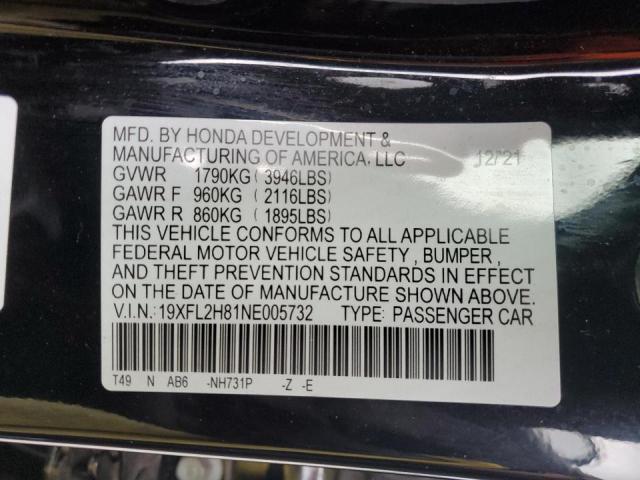 MFD. BY HONDA DEVELOPMENT &
MANUFACTURING OF AMERICA, LLC 12/21
GVWR 1790KG (3946LBS)
GAWR F 960KG (2116LBS)
GAWR R 860KG (1895LBS)
THIS VEHICLE CONFORMS TO ALL APPLICABLE
FEDERAL MOTOR VEHICLE SAFETY, BUMPER,
AND THEFT PREVENTION STANDARDS IN EFFECT
ON THE DATE OF MANUFACTURE SHOWN ABOVE.
V.I.N.: 19XFL2H81NE005732 TYPE: PASSENGER CAR
T49 N AB6 -NH731P -Z -E